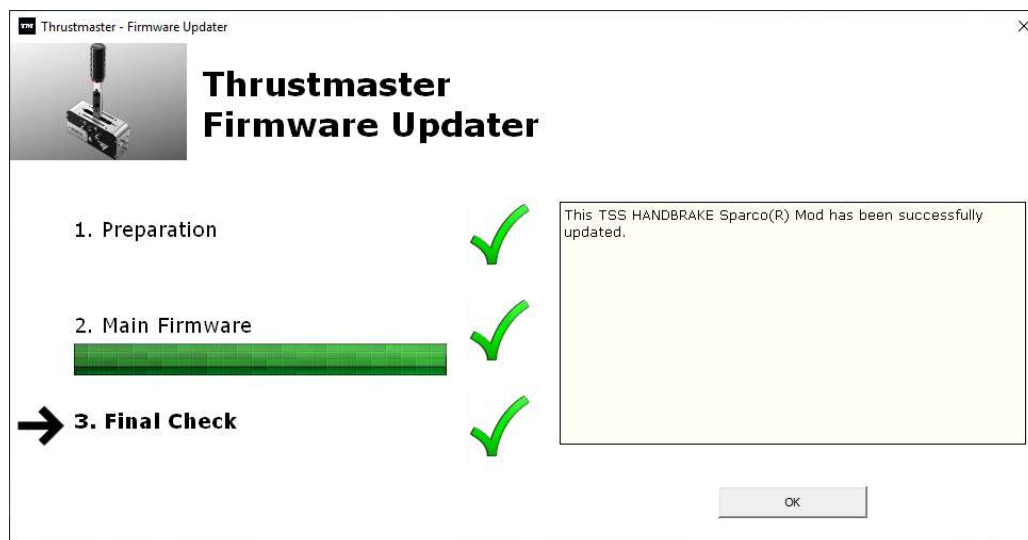 TM Thrustmaster - Firmware Updater
Thrustmaster
Firmware Updater
1. Preparation
This TSS HANDBRAKE Sparco(R) Mod has been successfully
updated.
2. Main Firmware
3. Final Check
OK